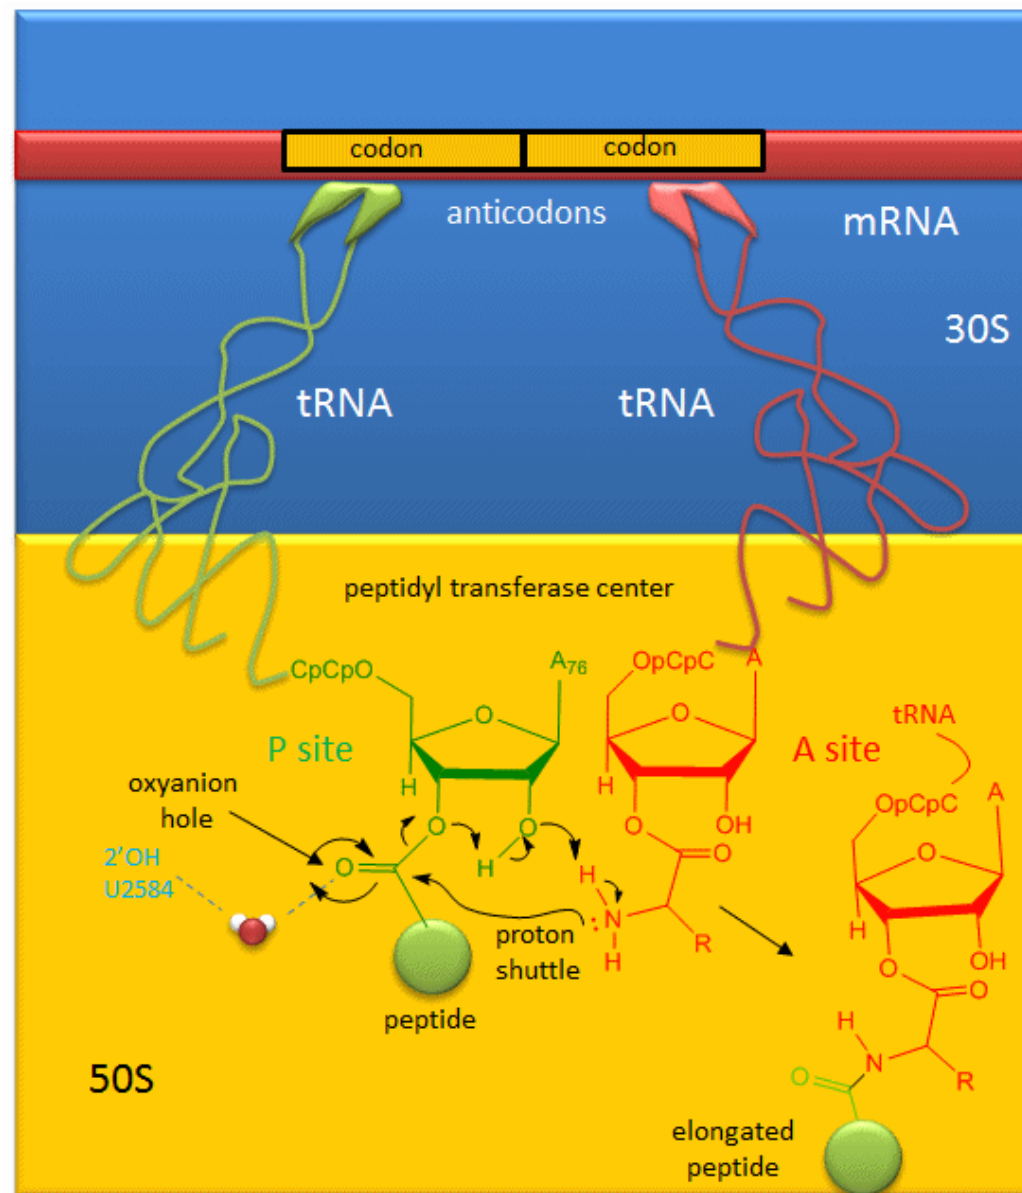 codon codon
anticodons
mRNA
30S
tRNA tRNA
peptidyl transferase center
CpCpO A76 OpCpC A
O O
P site A site
tRNA
H H
oxyanion
hole
OpCpC A
O O O OH
2'OH
U2584
O H H O
O
N
H
R
proton
shuttle
H
OH
O
O
peptide
H
N
R
50S
O
elongated
peptide